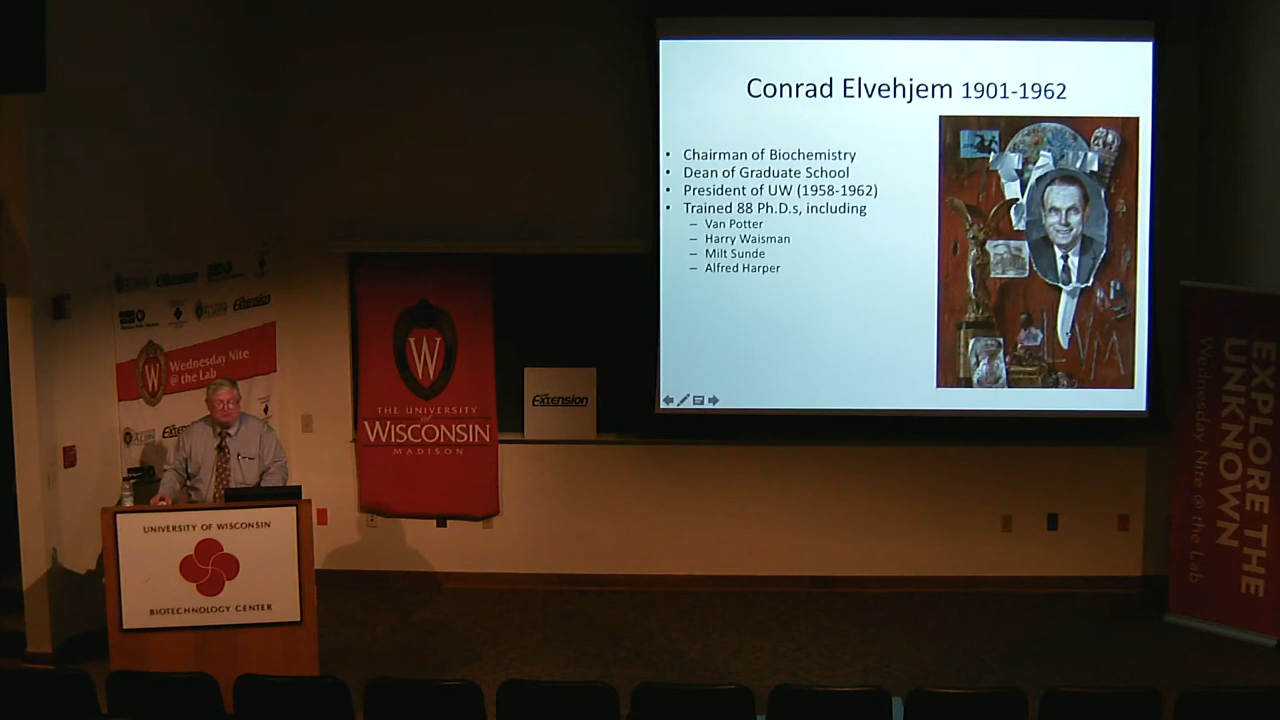 Conrad Elvehjem 1901-1962
• Chairman of Biochemistry
• Dean of Graduate School
• President of UW (1958-1962)
• Trained 88 Ph.D.s, including
– Van Potter
– Harry Waisman
– Milt Sunde
– Alfred Harper
Wednesday Nite
@ the Lab
W
W
THE UNIVERSITY
of
WISCONSIN
MADISON
Extension
UNIVERSITY OF WISCONSIN
BIOTECHNOLOGY CENTER
EXPLORE THE
UNKNOWN
Wednesday Nite @ the Lab